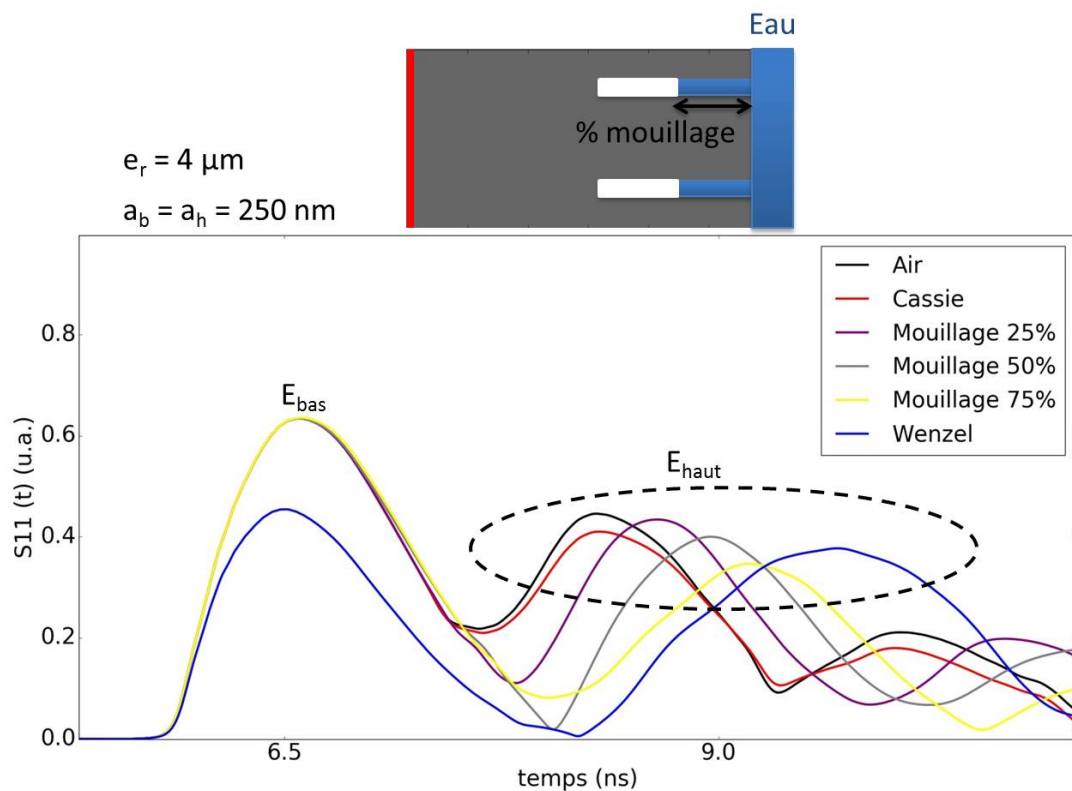 Eau
% mouillage
e_r = 4 μm
a_b = a_h = 250 nm
Air
Cassie
Mouillage 25%
Mouillage 50%
Mouillage 75%
Wenzel
E_bas
E_haut
0.8
0.6
0.4
0.2
0.0
S11 (t) (u.a.)
6.5
9.0
temps (ns)